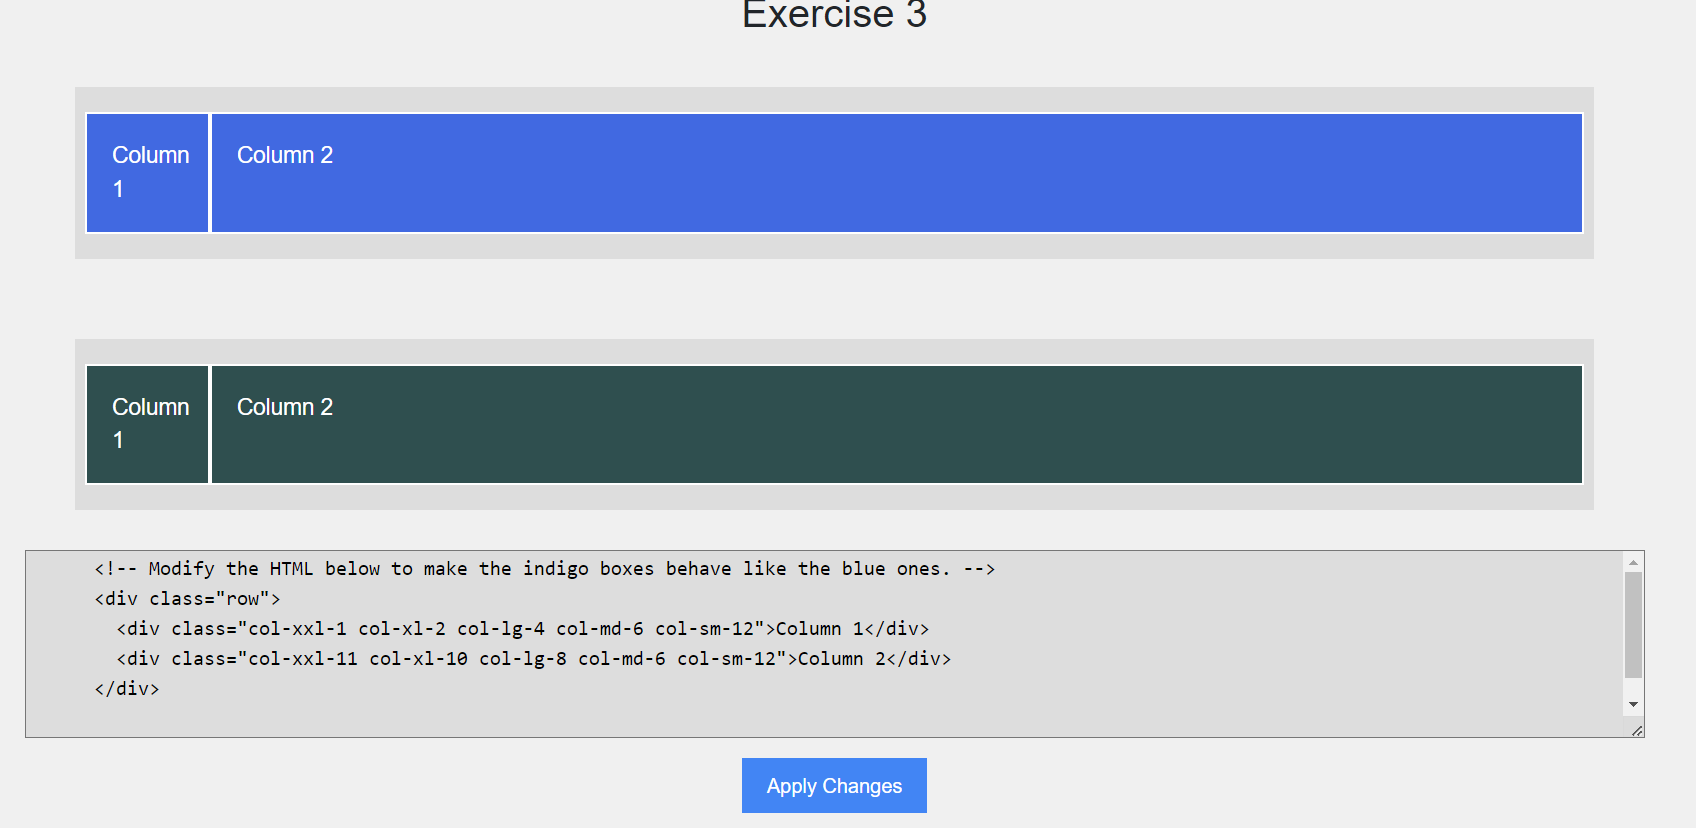 Exercise 3
Column
1
Column 2
Column
1
Column 2
<!-- Modify the HTML below to make the indigo boxes behave like the blue ones. -->
<div class="row">
<div class="col-xxl-1 col-xl-2 col-lg-4 col-md-6 col-sm-12">Column 1</div>
<div class="col-xxl-11 col-xl-10 col-lg-8 col-md-6 col-sm-12">Column 2</div>
</div>
Apply Changes